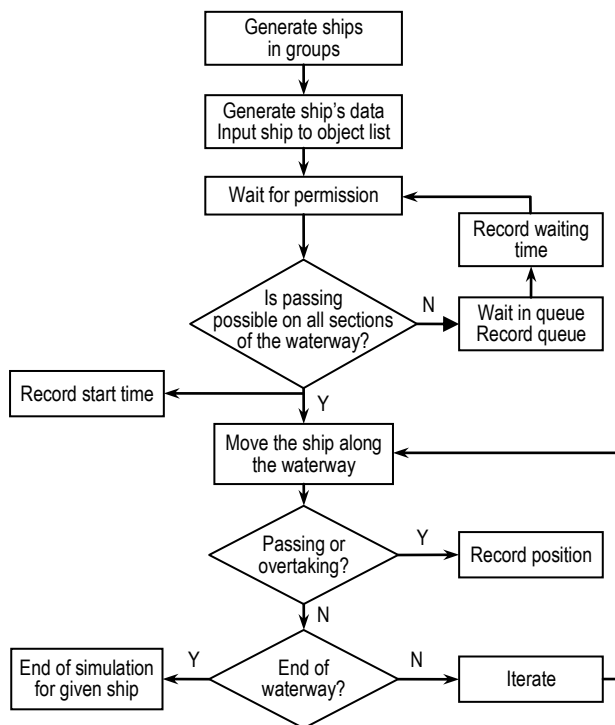 Generate ships
in groups
Generate ship's data
Input ship to object list
Wait for permission
Record waiting
time
Is passing
possible on all sections
of the waterway?
N
Wait in queue
Record queue
Record start time
Y
Move the ship along
the waterway
Passing or
overtaking?
Y
Record position
N
End of simulation
for given ship
Y
End of
waterway?
N
Iterate